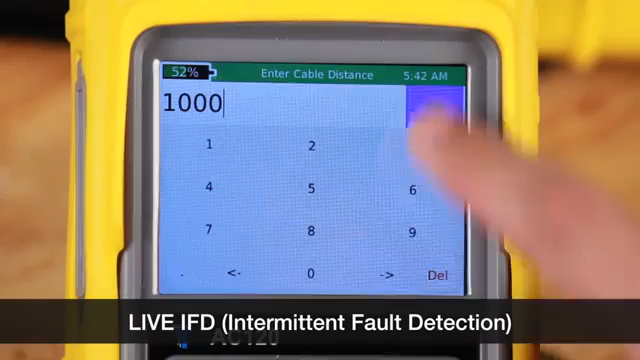 52% Enter Cable Distance 5:42 AM
1000
1 2
4 5 6
7 8 9
. <- 0 -> Del
LIVE IFD (Intermittent Fault Detection)
AC120